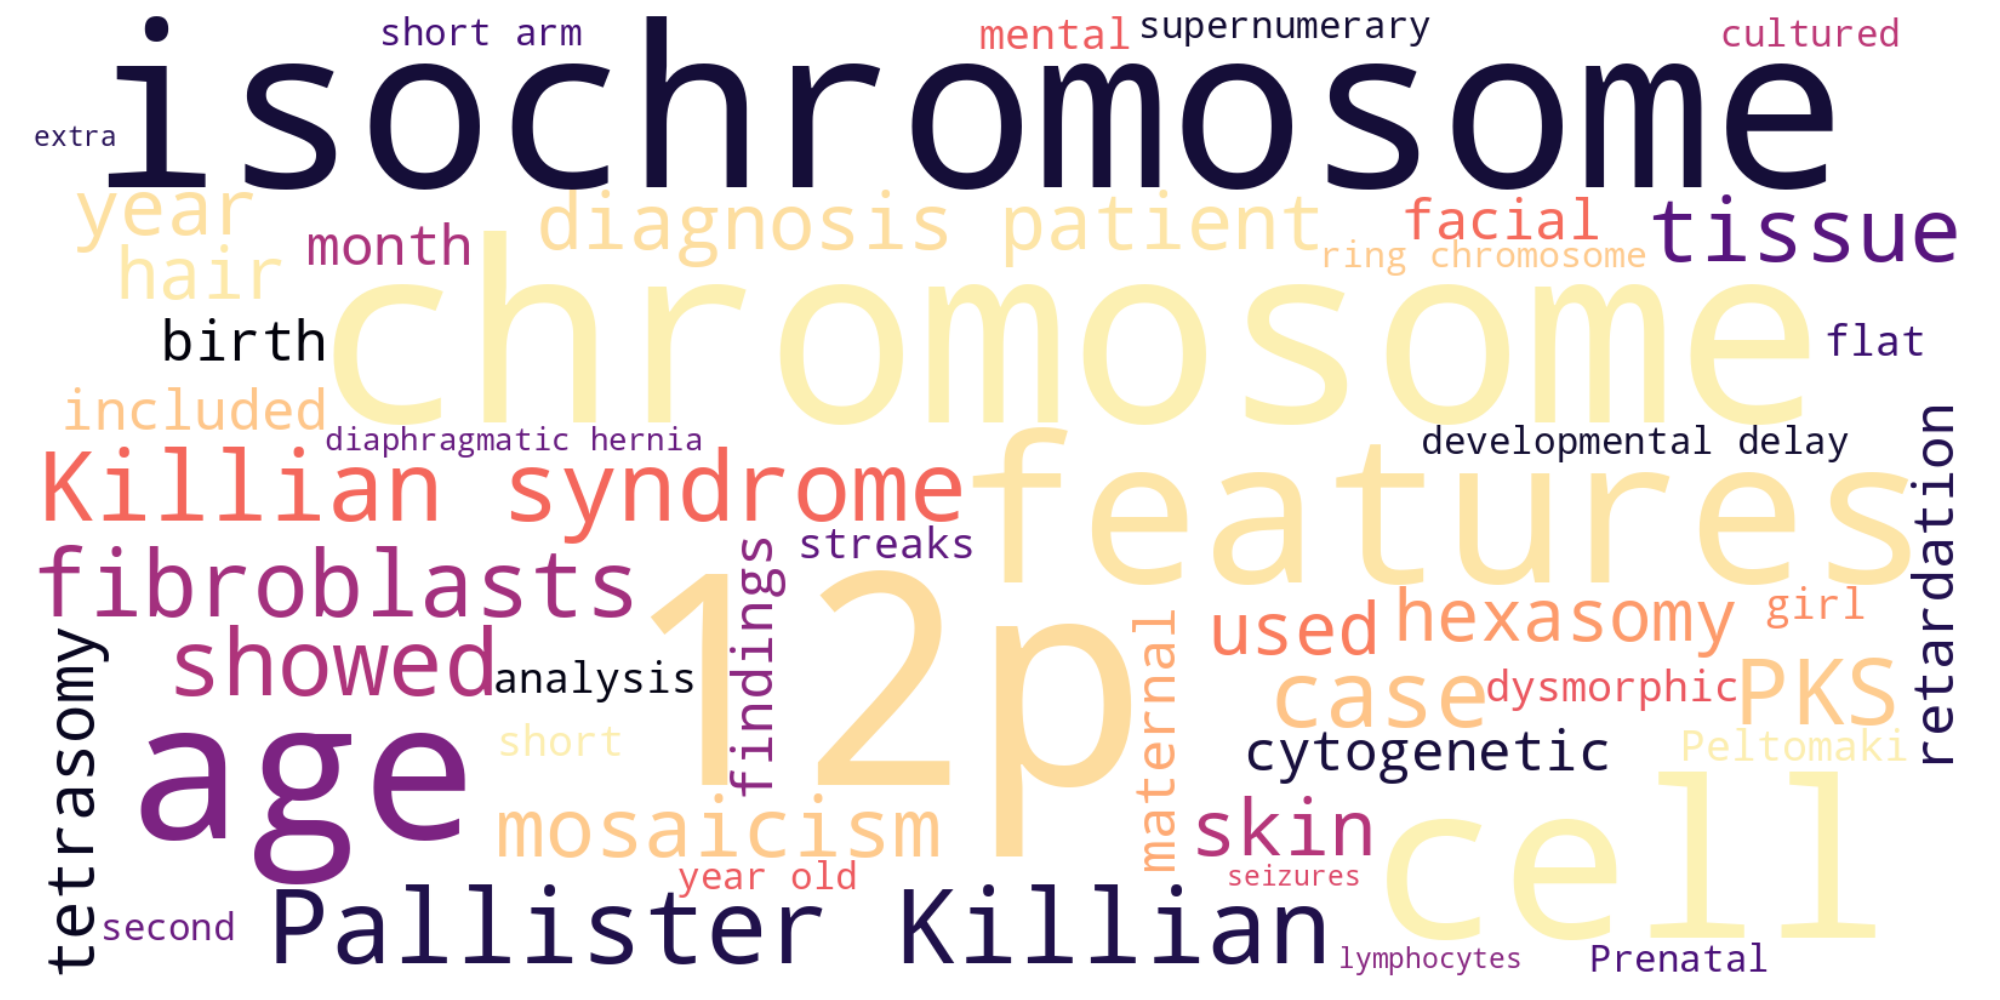 short arm
mental
supernumerary
cultured
isochromosome
extra
year
diagnosis patient
facial
tissue
month
ring chromosome
hair
chromosome
birth
flat
included
diaphragmatic hernia
developmental delay
Killian syndrome
features
retardation
streaks
fibroblasts
12p
findings
used
hexasomy
girl
showed
analysis
maternal
case
dysmorphic
PKS
tetrasomy
age
short
cytogenetic
Peltomaki
mosaicism
skin
cell
year old
seizures
second
Pallister Killian
lymphocytes
Prenatal